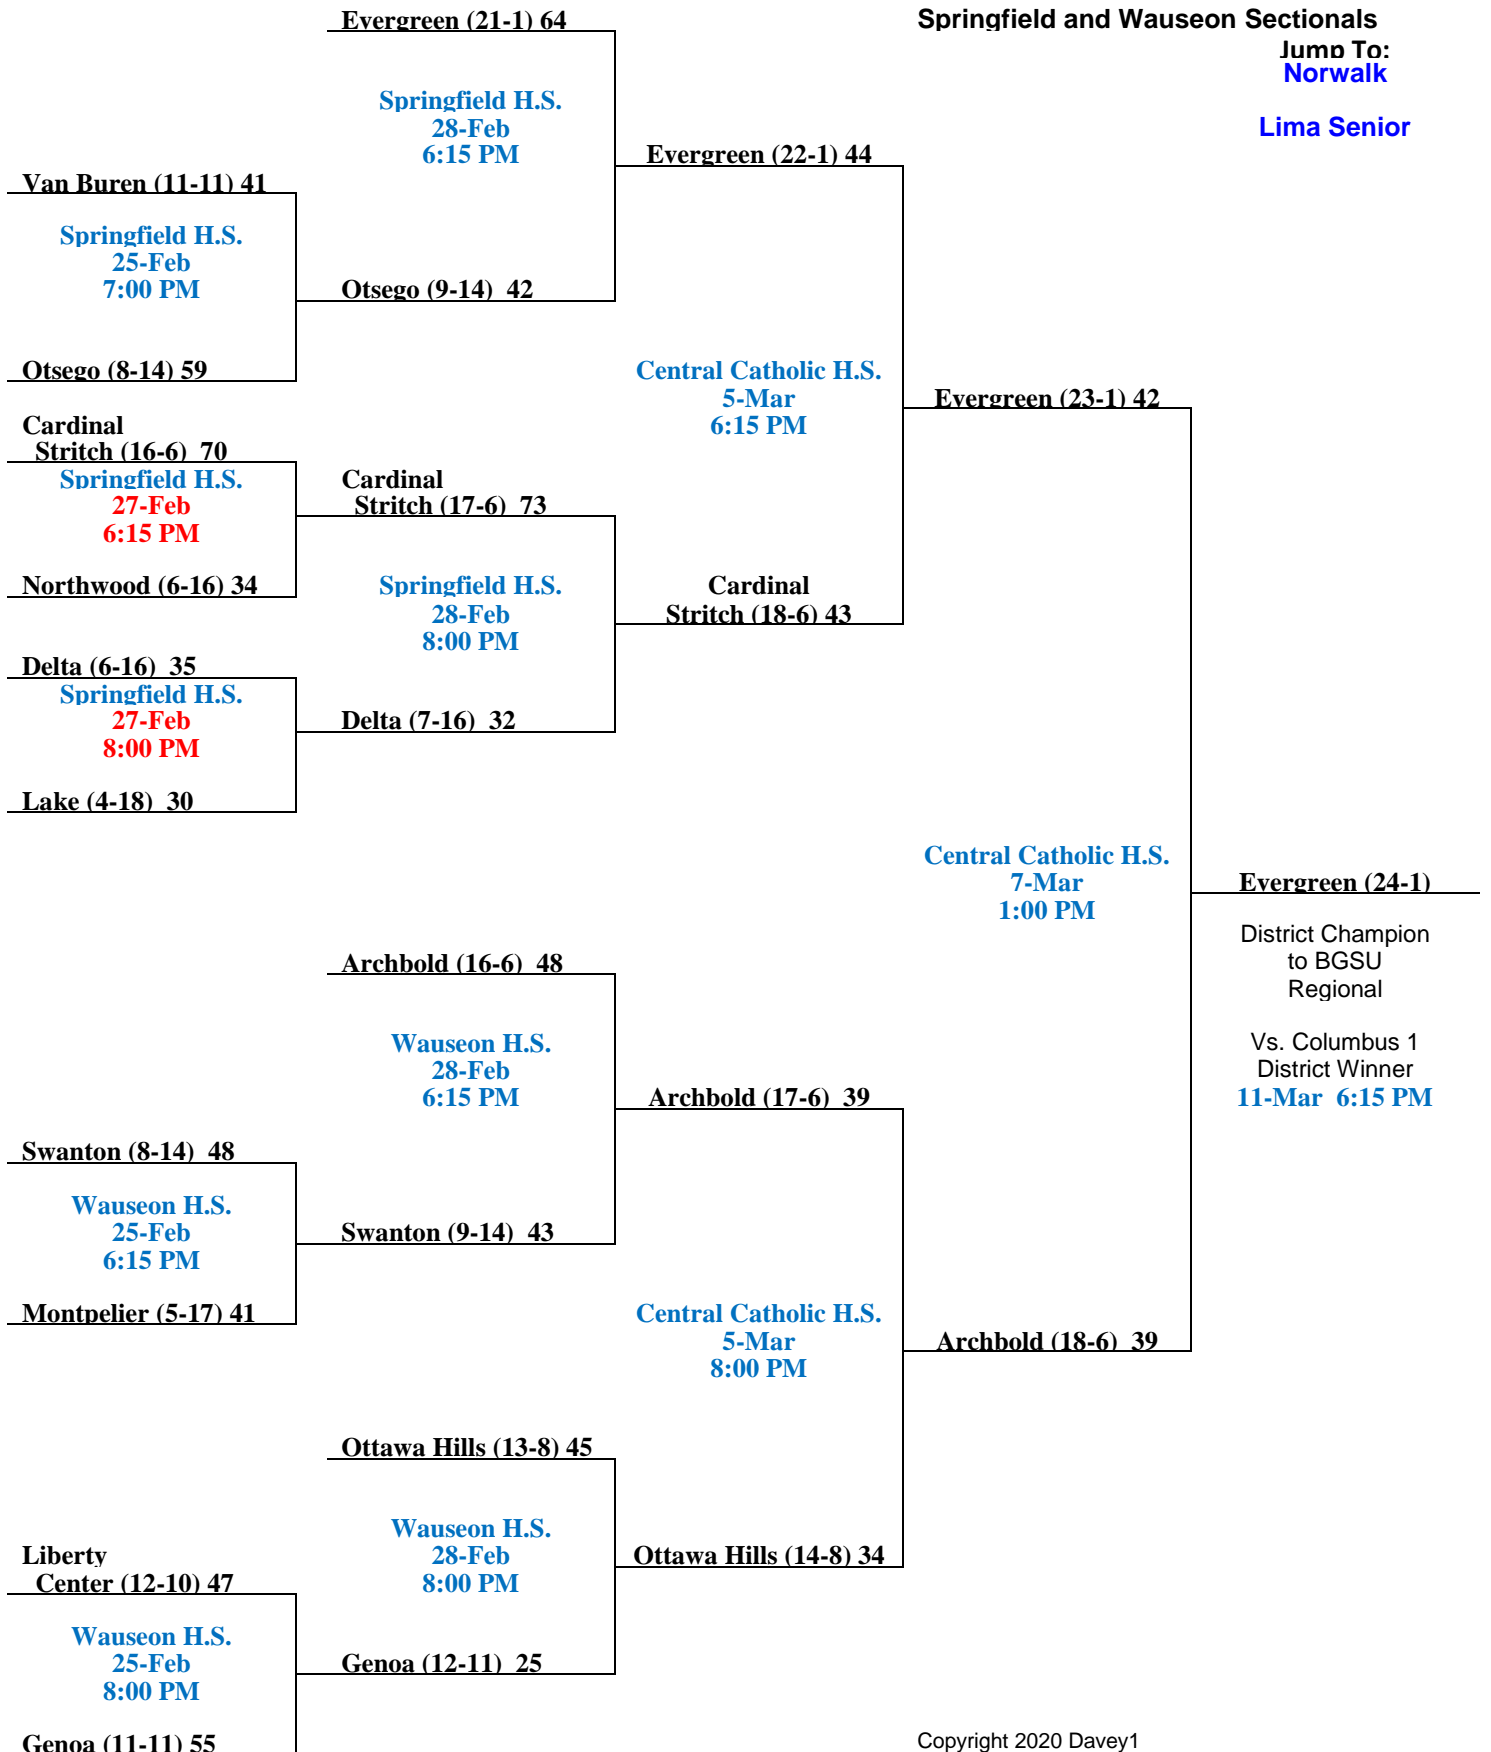 Evergreen (21-1) 64
Springfield and Wauseon Sectionals
Jump To:
Norwalk
Lima Senior
Springfield H.S.
28-Feb
6:15 PM
Evergreen (22-1) 44
Van Buren (11-11) 41
Springfield H.S.
25-Feb
7:00 PM
Otsego (9-14)  42
Otsego (8-14) 59
Central Catholic H.S.
5-Mar
6:15 PM
Evergreen (23-1) 42
Cardinal
Stritch (16-6)  70
Springfield H.S.
27-Feb
6:15 PM
Cardinal
Stritch (17-6)  73
Northwood (6-16) 34
Springfield H.S.
28-Feb
8:00 PM
Cardinal
Stritch (18-6) 43
Delta (6-16)  35
Springfield H.S.
27-Feb
8:00 PM
Delta (7-16)  32
Lake (4-18)  30
Central Catholic H.S.
7-Mar
1:00 PM
Evergreen (24-1)
District Champion
to BGSU
Regional
Vs. Columbus 1
District Winner
11-Mar  6:15 PM
Archbold (16-6)  48
Wauseon H.S.
28-Feb
6:15 PM
Archbold (17-6)  39
Swanton (8-14)  48
Wauseon H.S.
25-Feb
6:15 PM
Swanton (9-14)  43
Montpelier (5-17) 41
Central Catholic H.S.
5-Mar
8:00 PM
Archbold (18-6)  39
Ottawa Hills (13-8) 45
Wauseon H.S.
28-Feb
8:00 PM
Ottawa Hills (14-8) 34
Liberty
Center (12-10) 47
Wauseon H.S.
25-Feb
8:00 PM
Genoa (12-11)  25
Genoa (11-11) 55
Copyright 2020 Davey1